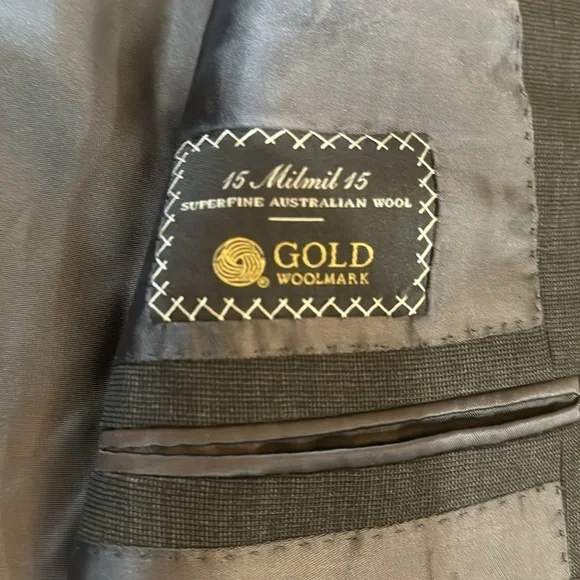 15 Milmil 15
SUPERFINE AUSTRALIAN WOOL
GOLD
WOOLMARK
®